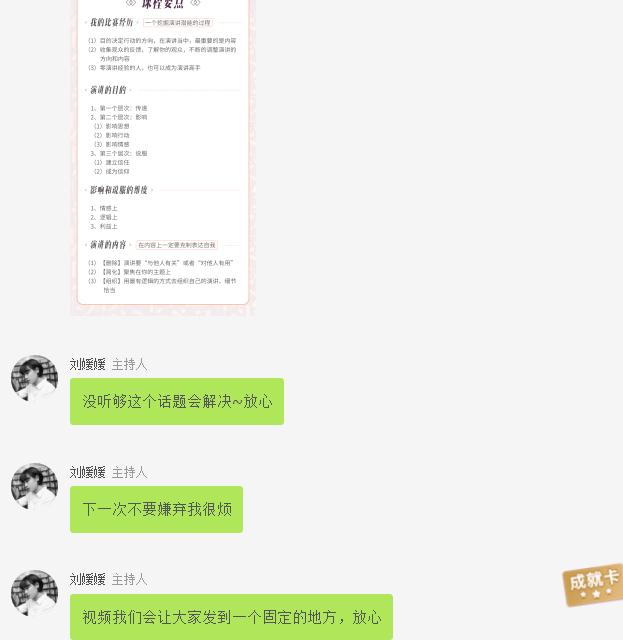 课程要点
我的比赛经历 一个挖掘演讲潜能的过程
（1）目的决定行动的方向，在演讲当中，最重要的是内容
（2）收集观众的反馈，了解你的观众，不断的调整演讲的
方向和内容
（3）零演讲经验的人，也可以成为演讲高手
演讲的目的
1、第一个层次：传递
2、第二个层次：影响
（1）影响思想
（2）影响行动
（3）影响情感
3、第三个层次：说服
（1）建立信任
（2）成为信仰
影响和说服的维度
1、情感上
2、逻辑上
3、利益上
演讲的内容 在内容上一定要克制表达自我
（1）【删除】演讲要“与他人有关”或者“对他人有用”
（2）【简化】聚焦在你的主题上
（3）【组织】用最有逻辑的方式去组织自己的演讲，细节
恰当
刘媛媛 主持人
没听够这个话题会解决~放心
刘媛媛 主持人
下一次不要嫌弃我很烦
刘媛媛 主持人
视频我们会让大家发到一个固定的地方，放心
成就卡